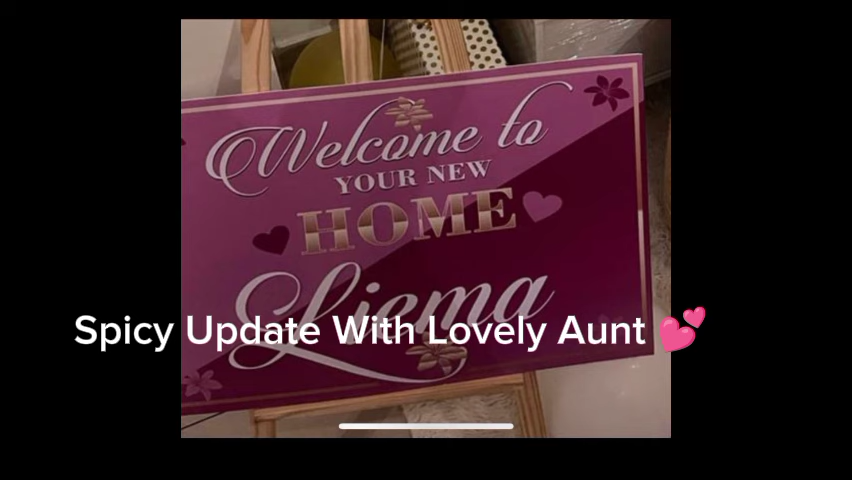 Welcome to
YOUR NEW
HOME
Liema
Spicy Update With Lovely Aunt 💕